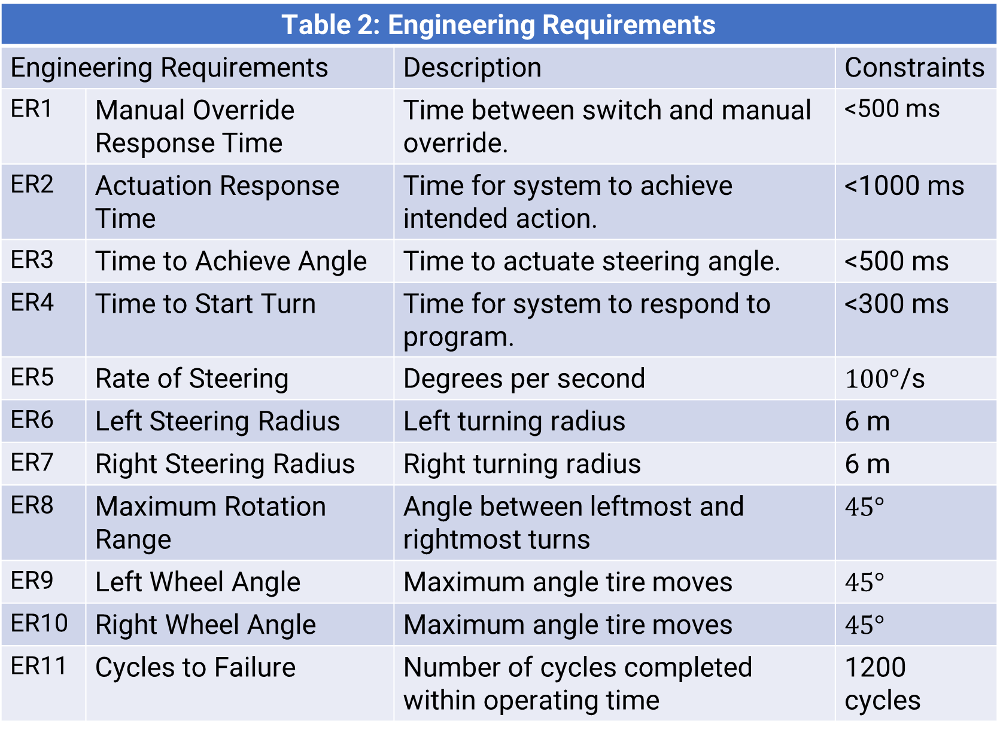 Table 2: Engineering Requirements
Engineering Requirements Description Constraints
ER1 Manual Override Time between switch and manual <500 ms
Response Time override.
ER2 Actuation Response Time for system to achieve <1000 ms
Time intended action.
ER3 Time to Achieve Angle Time to actuate steering angle. <500 ms
ER4 Time to Start Turn Time for system to respond to <300 ms
program.
ER5 Rate of Steering Degrees per second 100°/s
ER6 Left Steering Radius Left turning radius 6 m
ER7 Right Steering Radius Right turning radius 6 m
ER8 Maximum Rotation Angle between leftmost and 45°
Range rightmost turns
ER9 Left Wheel Angle Maximum angle tire moves 45°
ER10 Right Wheel Angle Maximum angle tire moves 45°
ER11 Cycles to Failure Number of cycles completed 1200
within operating time cycles